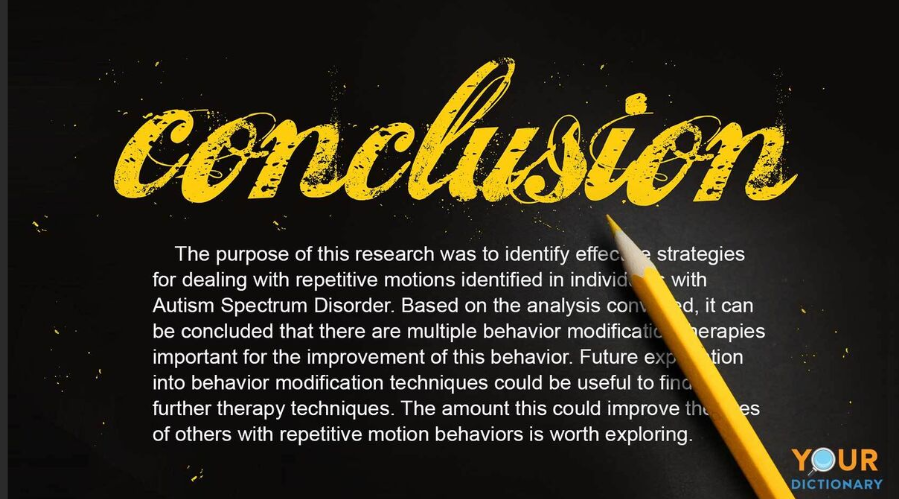 conclusion
The purpose of this research was to identify strategies
for dealing with repetitive motions identified in with
Autism Spectrum Disorder. Based on the analysis it can
be concluded that there are multiple behavior modification therapies
important for the improvement of this behavior. Future
into behavior modification techniques could be useful to find
further therapy techniques. The amount this could improve
of others with repetitive motion behaviors is worth exploring.
YOUR
DICTIONARY